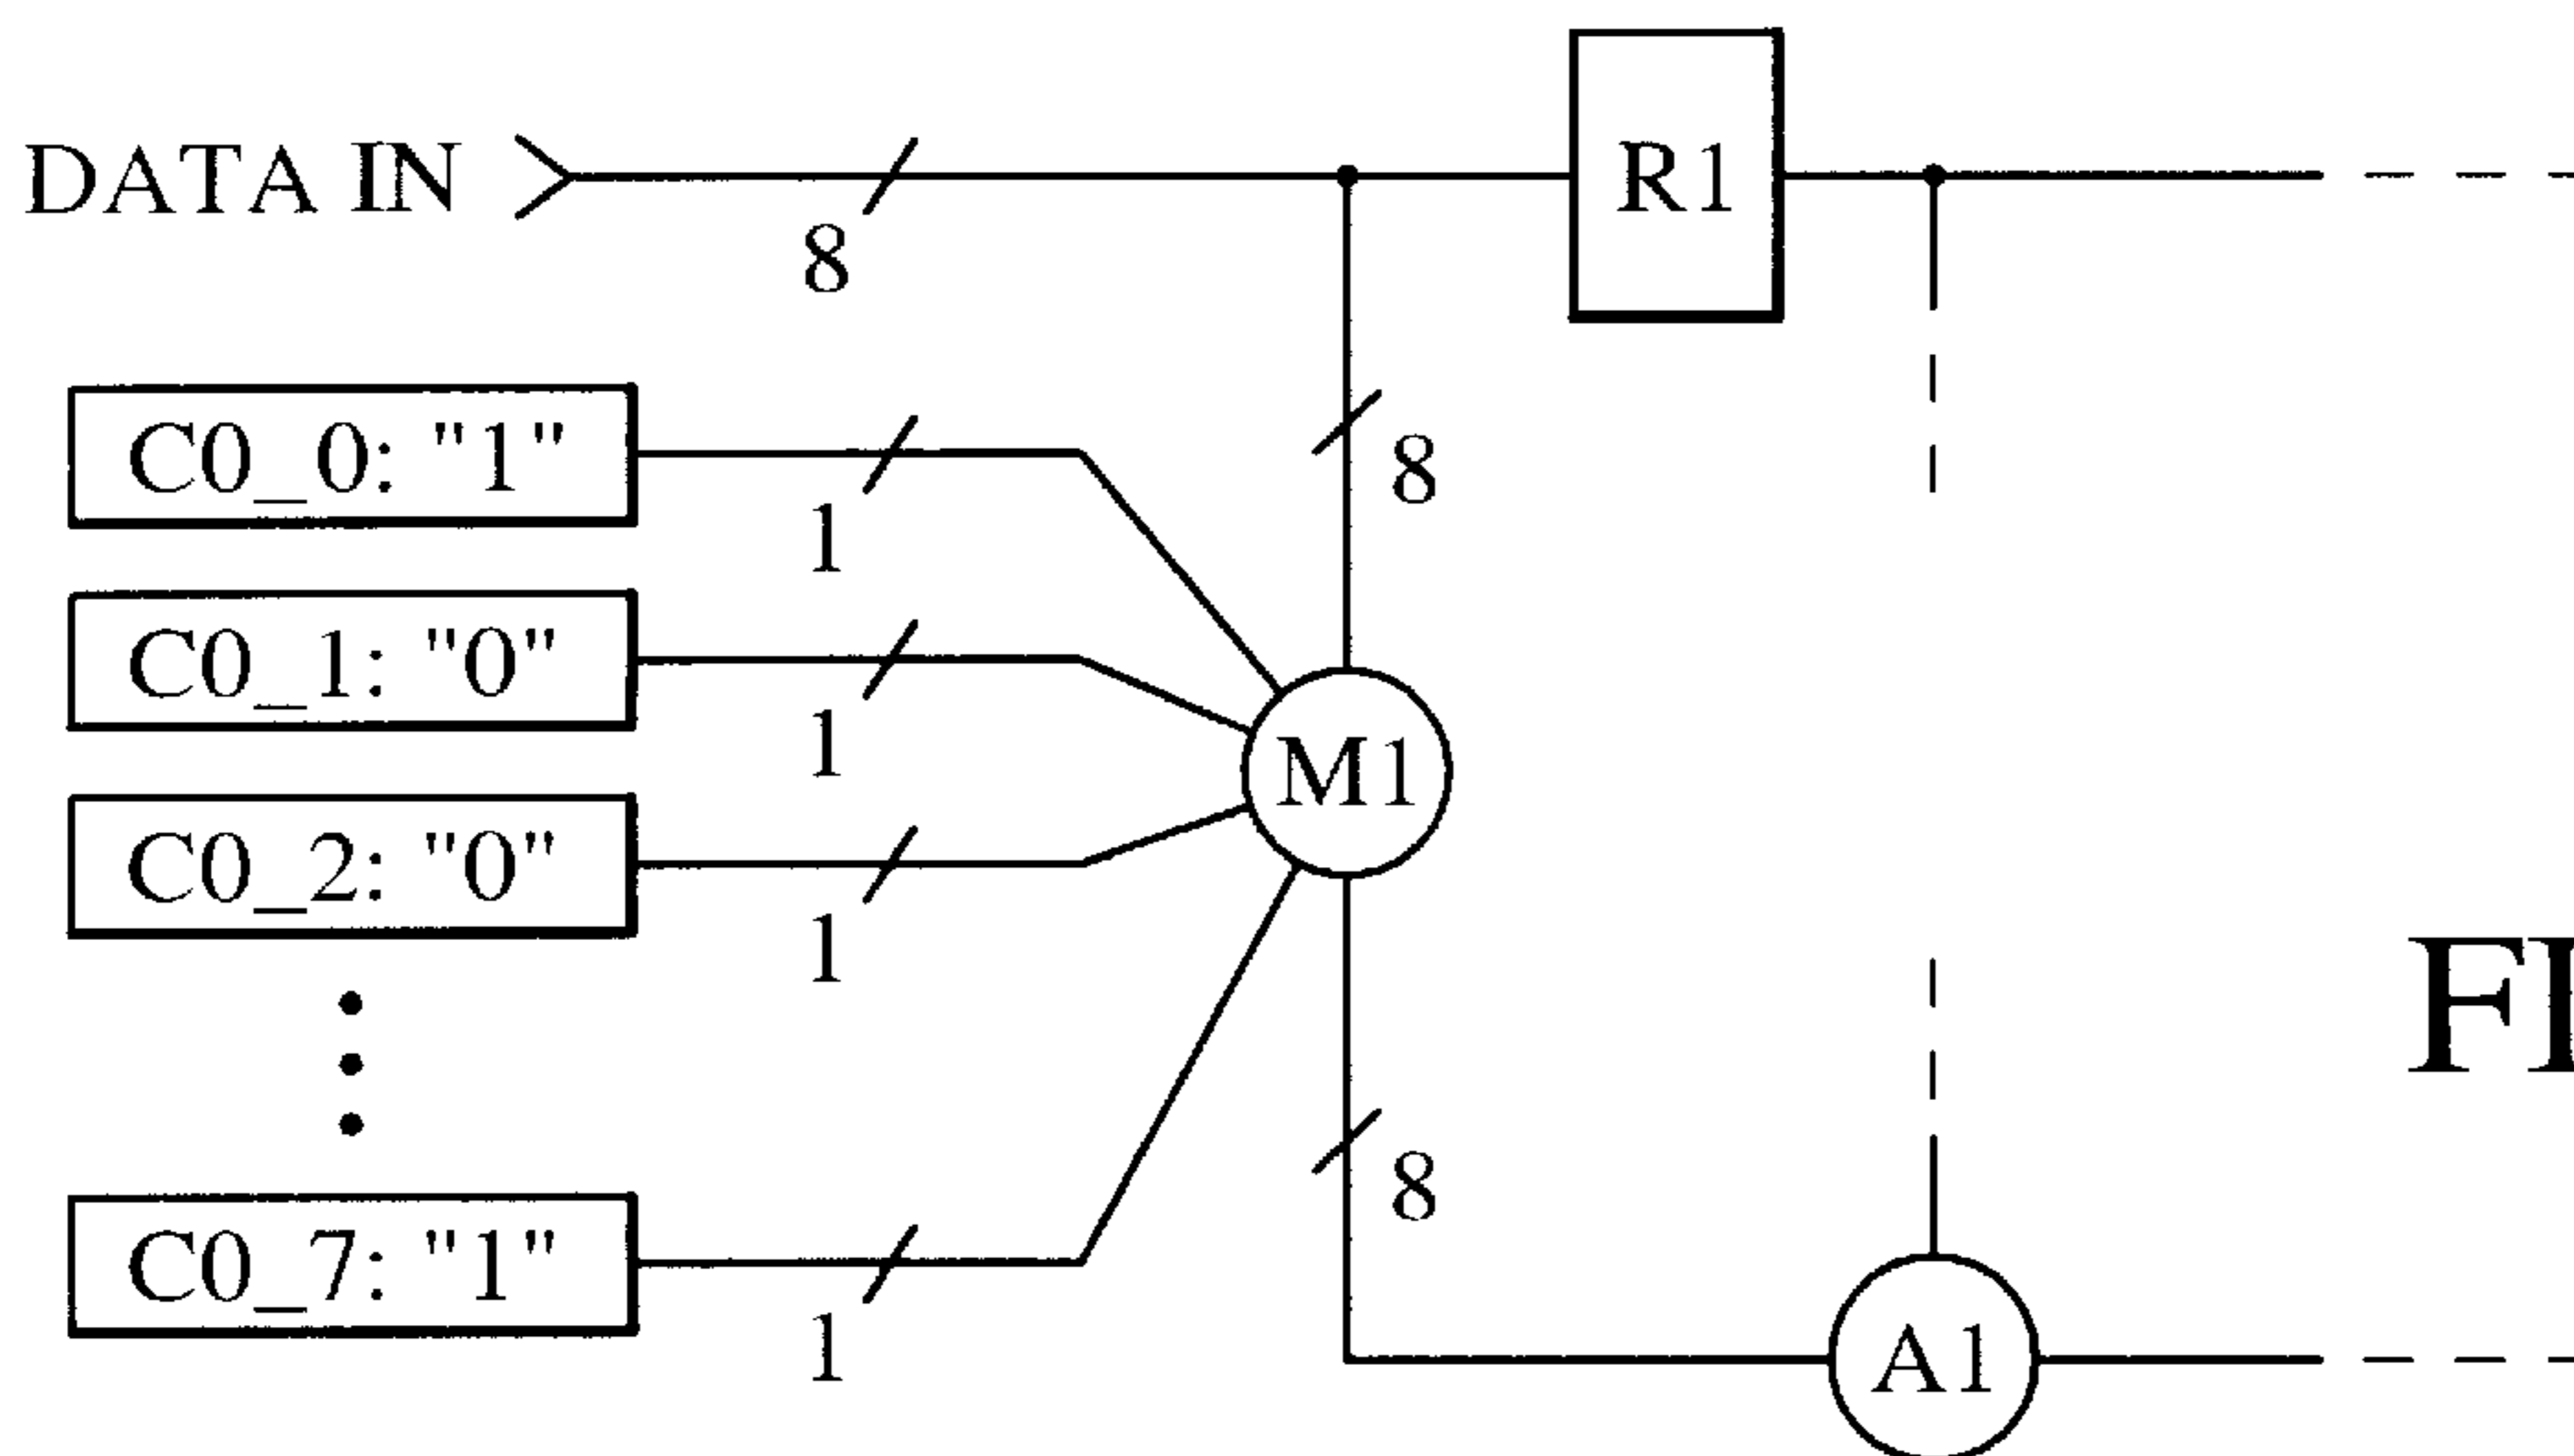 DATA IN
8
R1
C0_0: "1"
1
8
C0_1: "0"
1
M1
C0_2: "0"
1
FI
8
C0_7: "1"
1
A1